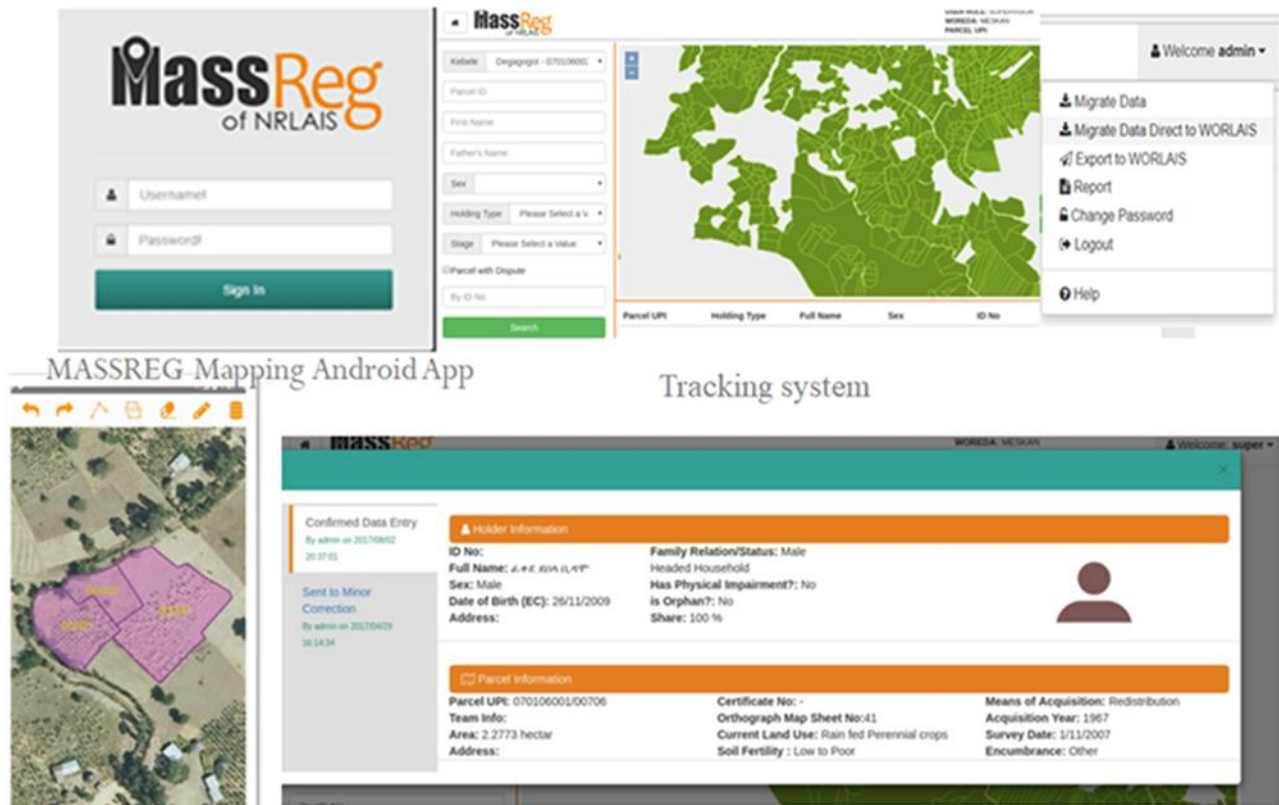 MassReg
of NRLAIS
Username!
Password!
Sign In
MassReg
of NRLAIS
USER ROLE: SUPERVISOR
WOREDA: MESKAN
PARCEL UPI:
Kebele
Degagogot -
Parcel ID
First Name
Father's Name
Sex
Holding Type Please Select a V
Stage Please Select a Value
Parcel with Dispute
By ID No
Search
+
-
Parcel UPI Holding Type Full Name Sex ID No
Welcome admin
Migrate Data
Migrate Data Direct to WORLAIS
Export to WORLAIS
Report
Change Password
Logout
Help
MASSREG Mapping Android App
Tracking system
MassReg
WOREDA: MESKAN
Welcome: super
×
Confirmed Data Entry
By admin on 2017/08/02
20:37:01
Sent to Minor
Correction
By admin on 2017/04/29
16:14:34
Holder Information
ID No:
Full Name:
Sex: Male
Date of Birth (EC): 26/11/2009
Address:
Family Relation/Status: Male
Headed Household
Has Physical Impairment?: No
is Orphan?: No
Share: 100 %
Parcel Information
Parcel UPI: 070106001/00706
Team Info:
Area: 2.2773 hectar
Address:
Certificate No: -
Orthograph Map Sheet No:41
Current Land Use: Rain fed Perennial crops
Soil Fertility : Low to Poor
Means of Acquisition: Redistribution
Acquisition Year: 1967
Survey Date: 1/11/2007
Encumbrance: Other